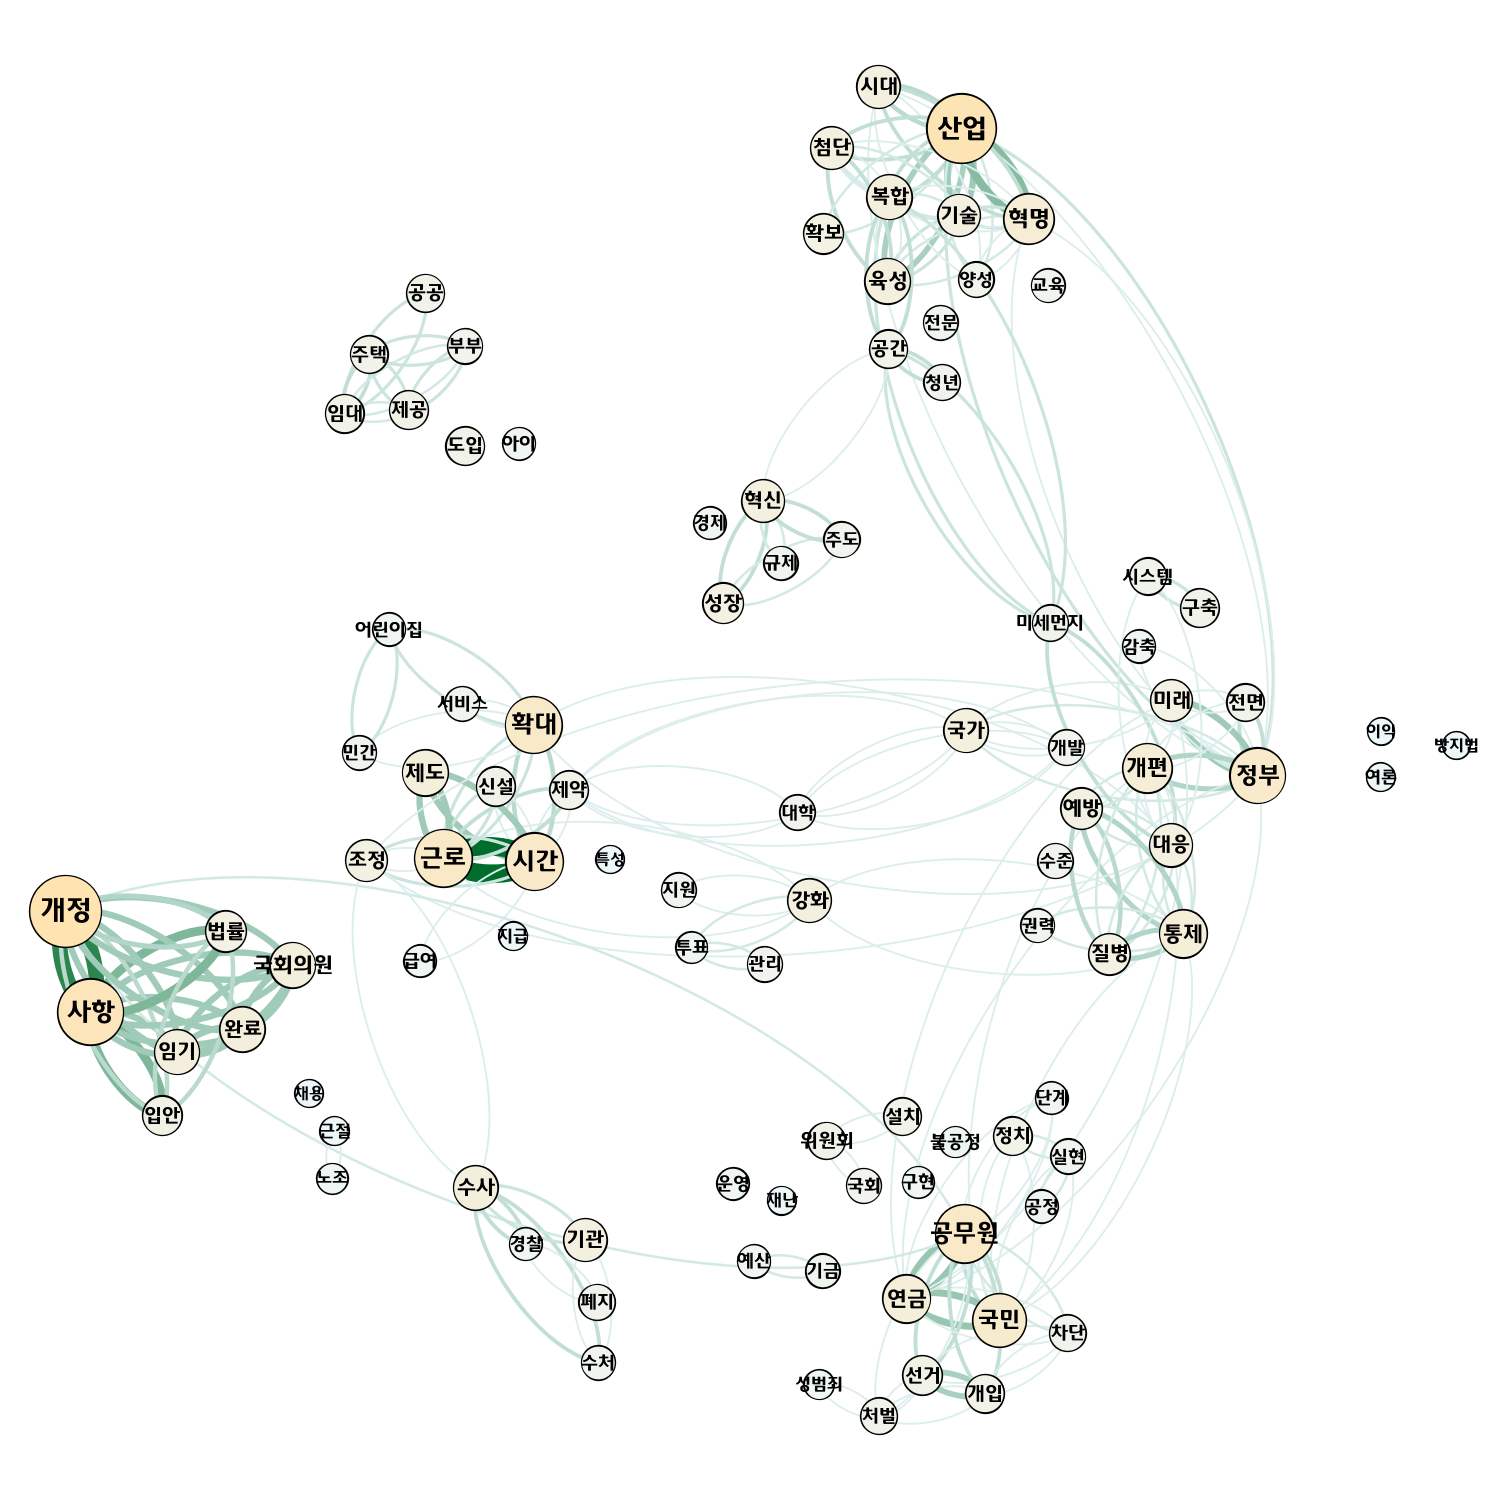 시대
산업
첨단
복합
기술
혁명
확보
육성
양성
교육
전문
공간
청년
공공
주택
부부
임대
제공
도입
아이
혁신
경제
주도
규제
성장
시스템
구축
미세먼지
감축
미래
전면
국가
개발
개편
정부
예방
대응
수준
권력
질병
통제
이익
방지법
여론
어린이집
서비스
확대
민간
제도
신설
제약
조정
근로
시간
특성
지급
급여
대학
지원
강화
투표
관리
개정
법률
국회의원
사항
완료
임기
입안
채용
근절
노조
수사
경찰
기관
폐지
수처
운영
재난
예산
기금
위원회
설치
국회
불공정
구현
단계
정치
실현
공정
공무원
연금
국민
차단
선거
개입
성범죄
처벌